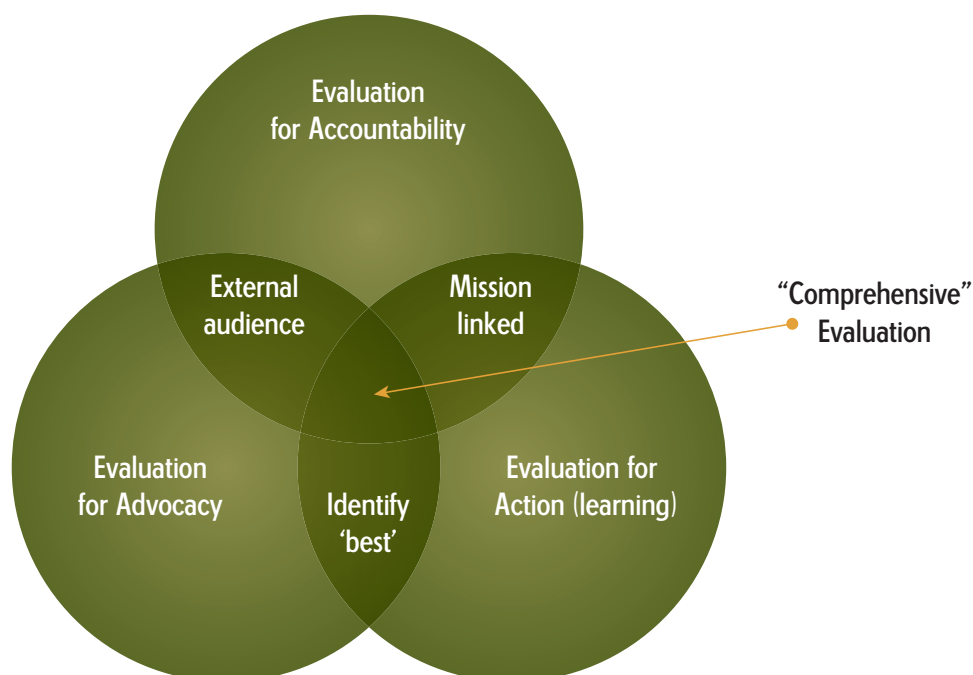 Evaluation
for Accountability
External
audience
Mission
linked
“Comprehensive”
Evaluation
Evaluation
for Advocacy
Identify
‘best’
Evaluation for
Action (learning)